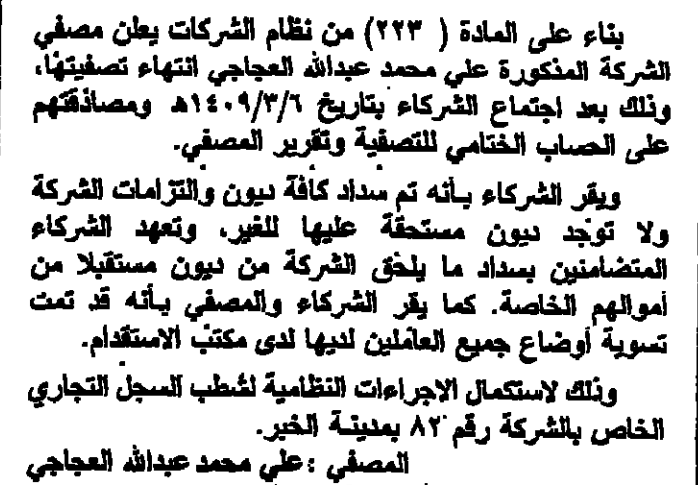 بناء على المادة ( ٢٢٣) من نظام الشركات يعلن مصفي
الشركة المذكورة علي محمد عبدالله العجاجي انتهاء تصفيتها،
وذلك بعد اجتماع الشركاء بتاريخ ١٤٠٩/٣/٦هـ ومصادقتهم
على الحساب الختامي للتصفية وتقرير المصفي.
ويقر الشركاء بأنه تم سداد كافة ديون والتزامات الشركة
ولا توجد ديون مستحقة عليها للغير، وتعهد الشركاء
المتضامنين بسداد ما يلحق الشركة من ديون مستقبلا من
أموالهم الخاصة. كما يقر الشركاء والمصفي بأنه قد تمت
تسوية أوضاع جميع العاملين لديها لدى مكتب الاستقدام.
وذلك لاستكمال الاجراءات النظامية لشطب السجل التجاري
الخاص بالشركة رقم ٨٢ بمدينة الخبر.
المصفي :علي محمد عبدالله العجاجي